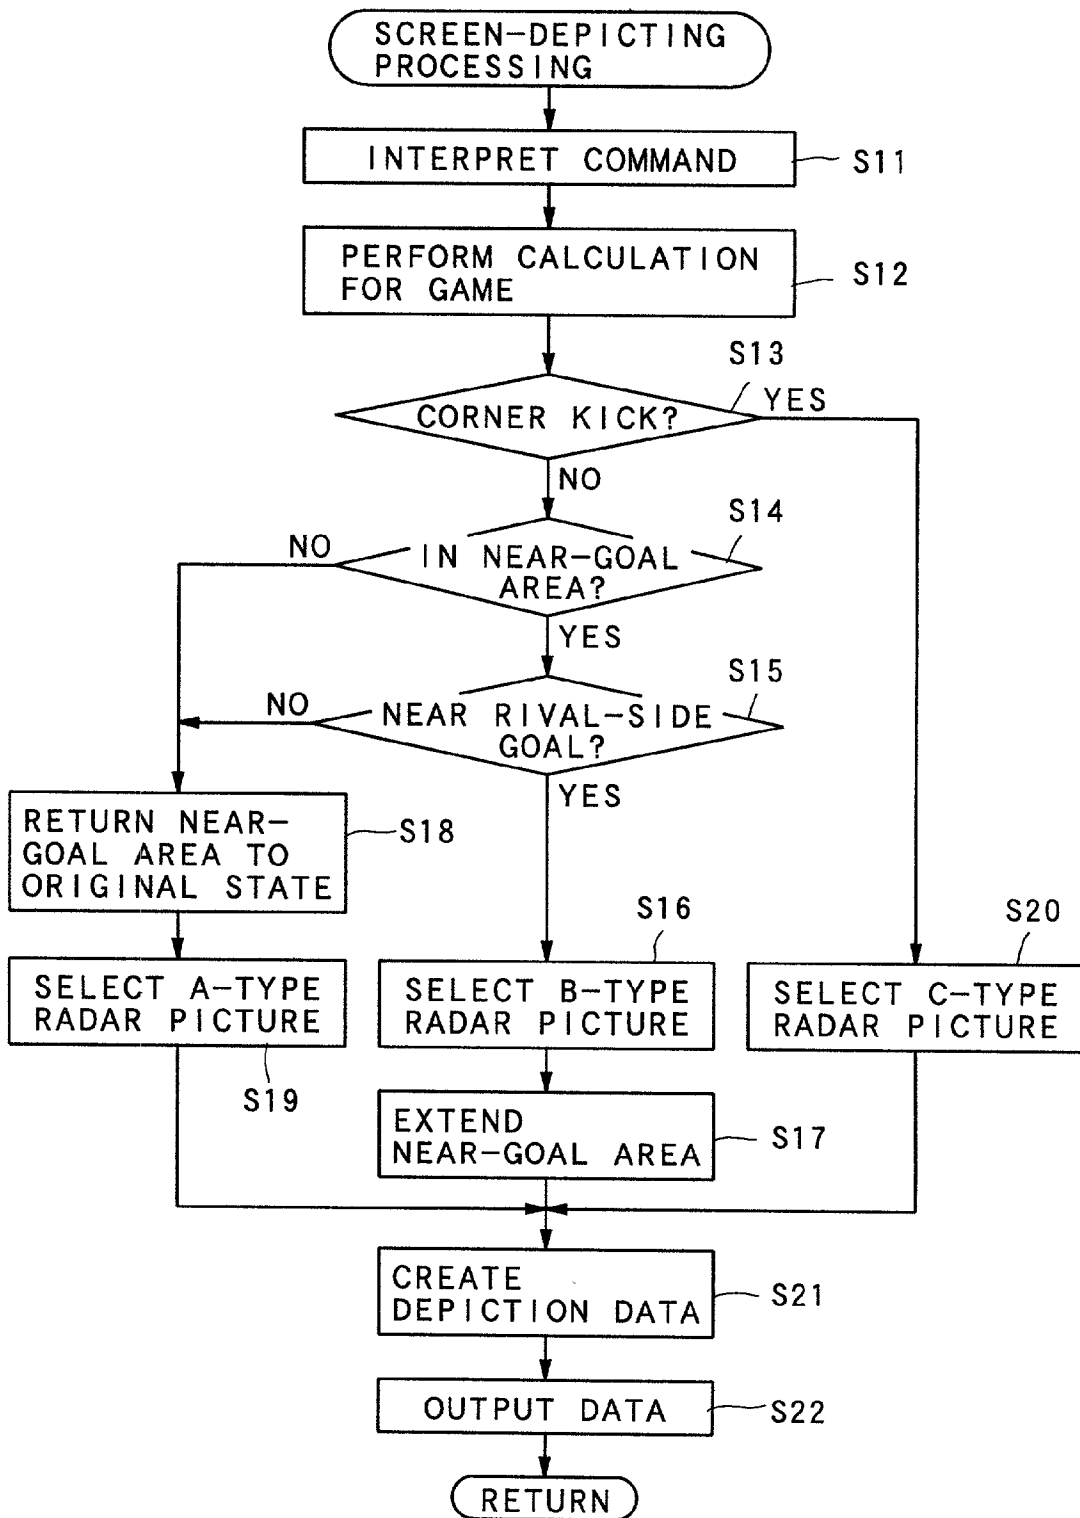 SCREEN-DEPICTING
PROCESSING
INTERPRET COMMAND
S11
PERFORM CALCULATION
FOR GAME
S12
S13
CORNER KICK?
YES
NO
S14
NO
IN NEAR-GOAL
AREA?
YES
S15
NO
NEAR RIVAL-SIDE
GOAL?
YES
RETURN NEAR-
GOAL AREA TO
ORIGINAL STATE
S18
S16
S20
SELECT A-TYPE
RADAR PICTURE
SELECT B-TYPE
RADAR PICTURE
SELECT C-TYPE
RADAR PICTURE
S19
EXTEND
NEAR-GOAL AREA
S17
CREATE
DEPICTION DATA
S21
OUTPUT DATA
S22
RETURN